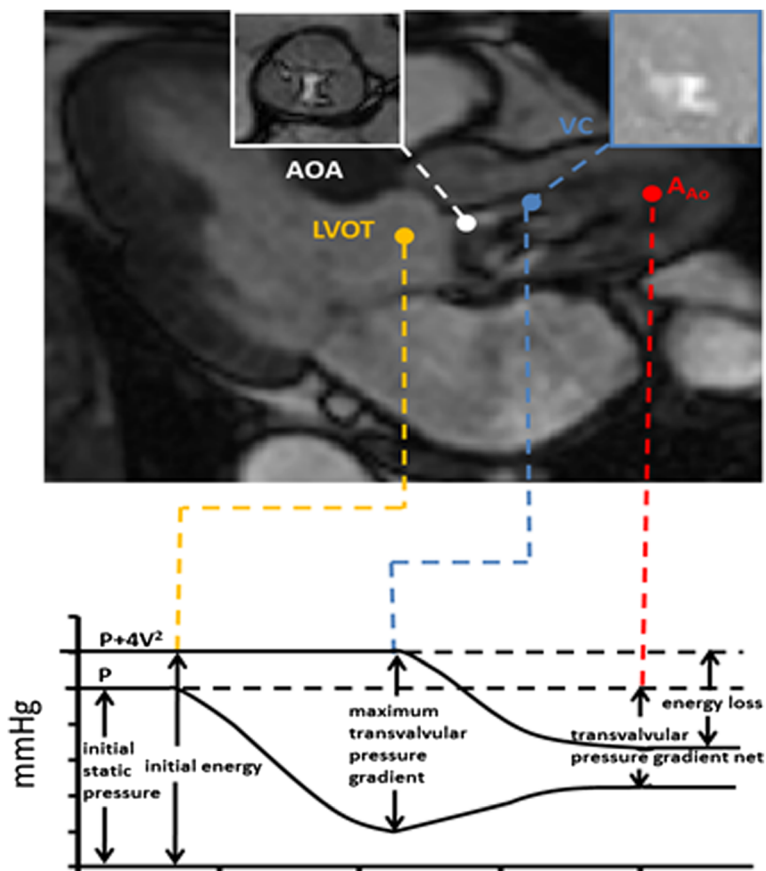 VC
AOA
A_Ao
LVOT
P+4V²
P
mmHg
energy loss
maximum
transvalvular
pressure
gradient
transvalvular
pressure gradient net
initial
static
pressure
initial energy